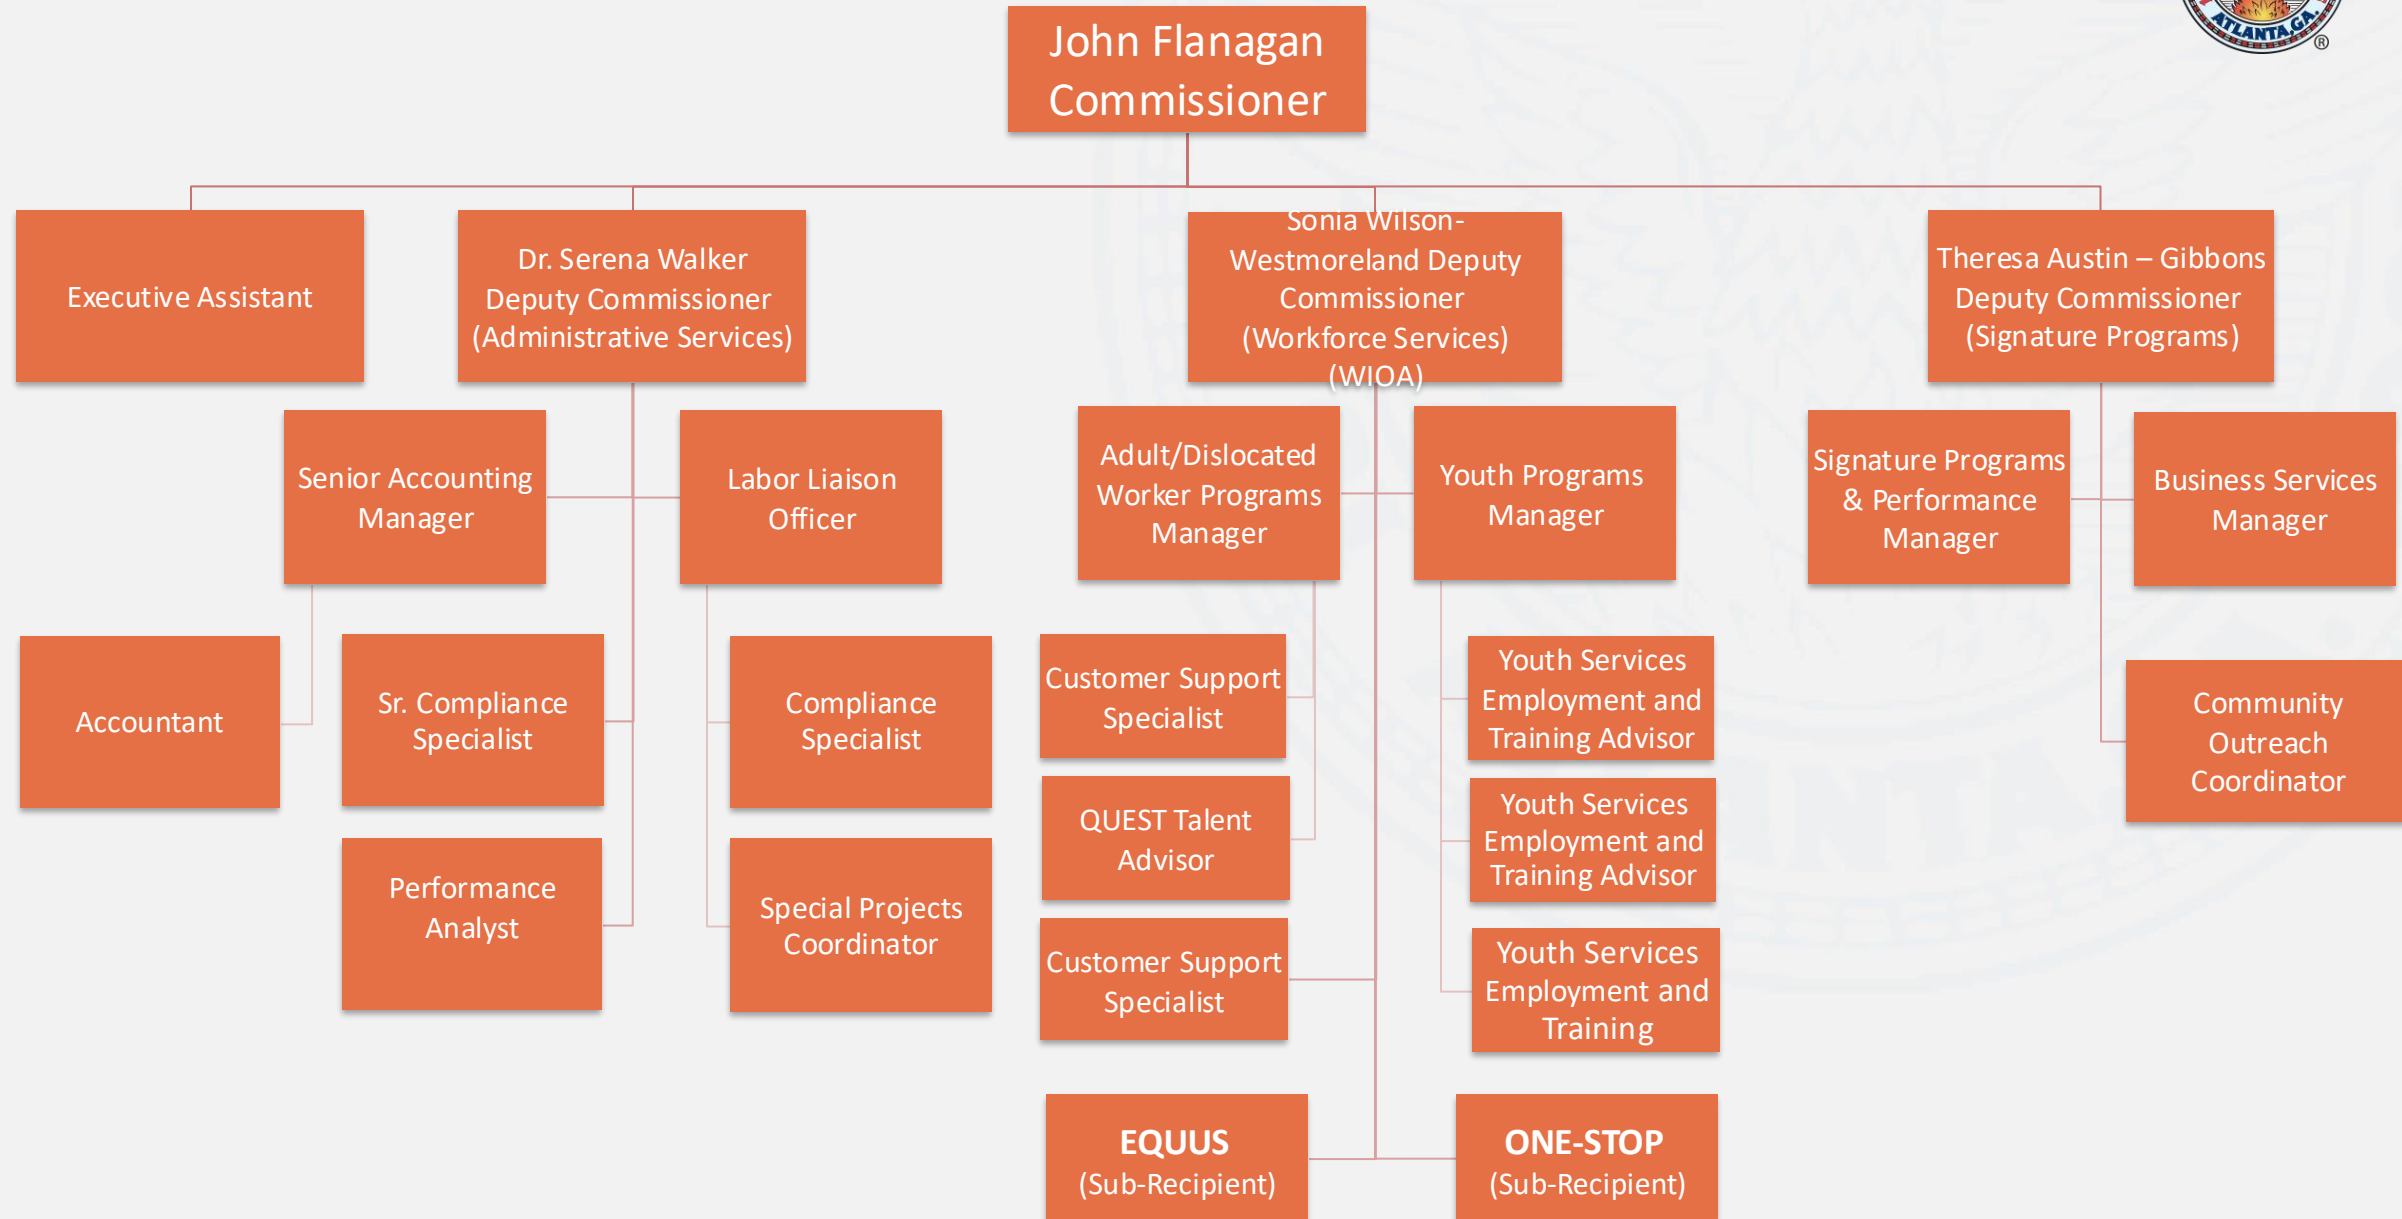 ATLANTA, GA.
®
John Flanagan
Commissioner
Executive Assistant
Dr. Serena Walker
Deputy Commissioner
(Administrative Services)
Sonia Wilson-
Westmoreland Deputy
Commissioner
(Workforce Services)
(WIOA)
Theresa Austin – Gibbons
Deputy Commissioner
(Signature Programs)
Senior Accounting
Manager
Labor Liaison
Officer
Adult/Dislocated
Worker Programs
Manager
Youth Programs
Manager
Signature Programs
& Performance
Manager
Business Services
Manager
Accountant
Sr. Compliance
Specialist
Compliance
Specialist
Customer Support
Specialist
Youth Services
Employment and
Training Advisor
Community
Outreach
Coordinator
Performance
Analyst
Special Projects
Coordinator
QUEST Talent
Advisor
Youth Services
Employment and
Training Advisor
Customer Support
Specialist
Youth Services
Employment and
Training
EQUUS
(Sub-Recipient)
ONE-STOP
(Sub-Recipient)